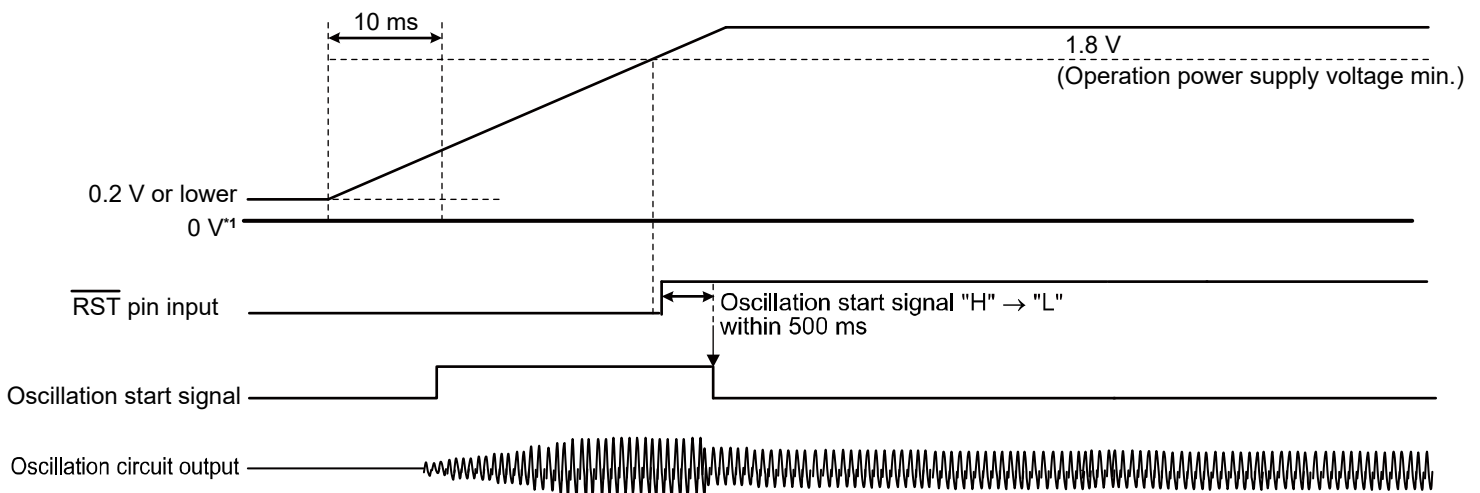 10 ms
1.8 V
(Operation power supply voltage min.)
0.2 V or lower
0 V*1
RST pin input
Oscillation start signal "H" → "L"
within 500 ms
Oscillation start signal
Oscillation circuit output